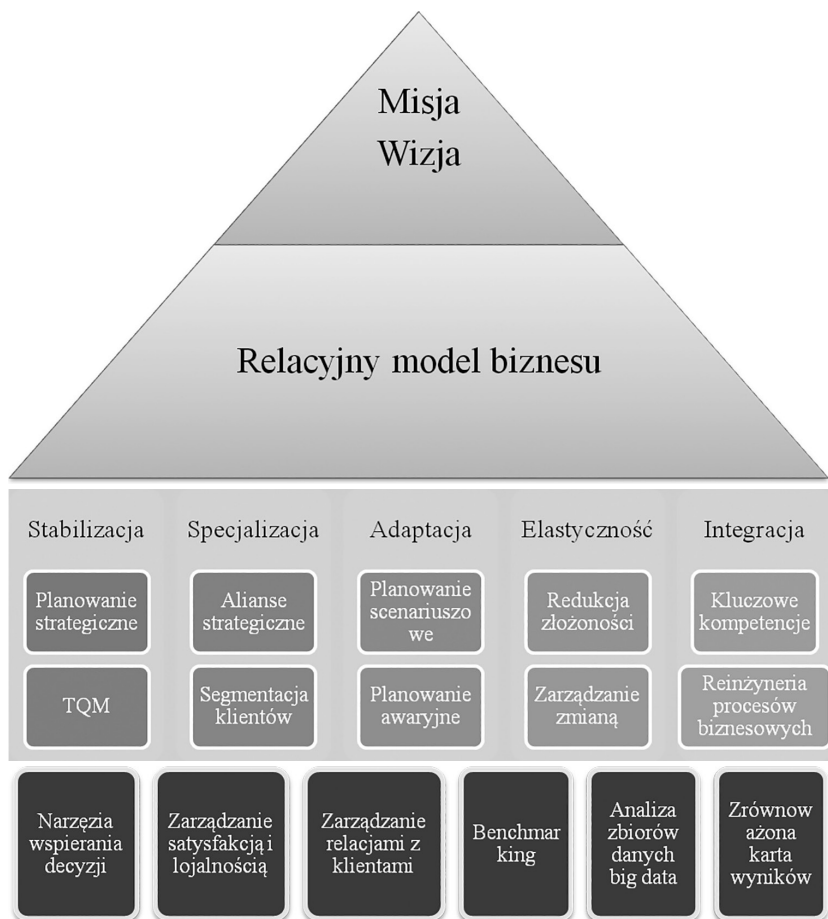 Misja
Wizja
Relacyjny model biznesu
Stabilizacja
Specjalizacja
Adaptacja
Elastyczność
Integracja
Planowanie
strategiczne
Alianse
strategiczne
Planowanie
scenariuszo
we
Redukcja
złożoności
Kluczowe
kompetencje
TQM
Segmentacja
klientów
Planowanie
awaryjne
Zarządzanie
zmianą
Reinżyneria
procesów
biznesowych
Narzęzia
wspierania
decyzji
Zarządzanie
satysfakcją i
lojalnością
Zarządzanie
relacjami z
klientami
Benchmar
king
Analiza
zbiorów
danych
big data
Zrównow
ażona
karta
wyników